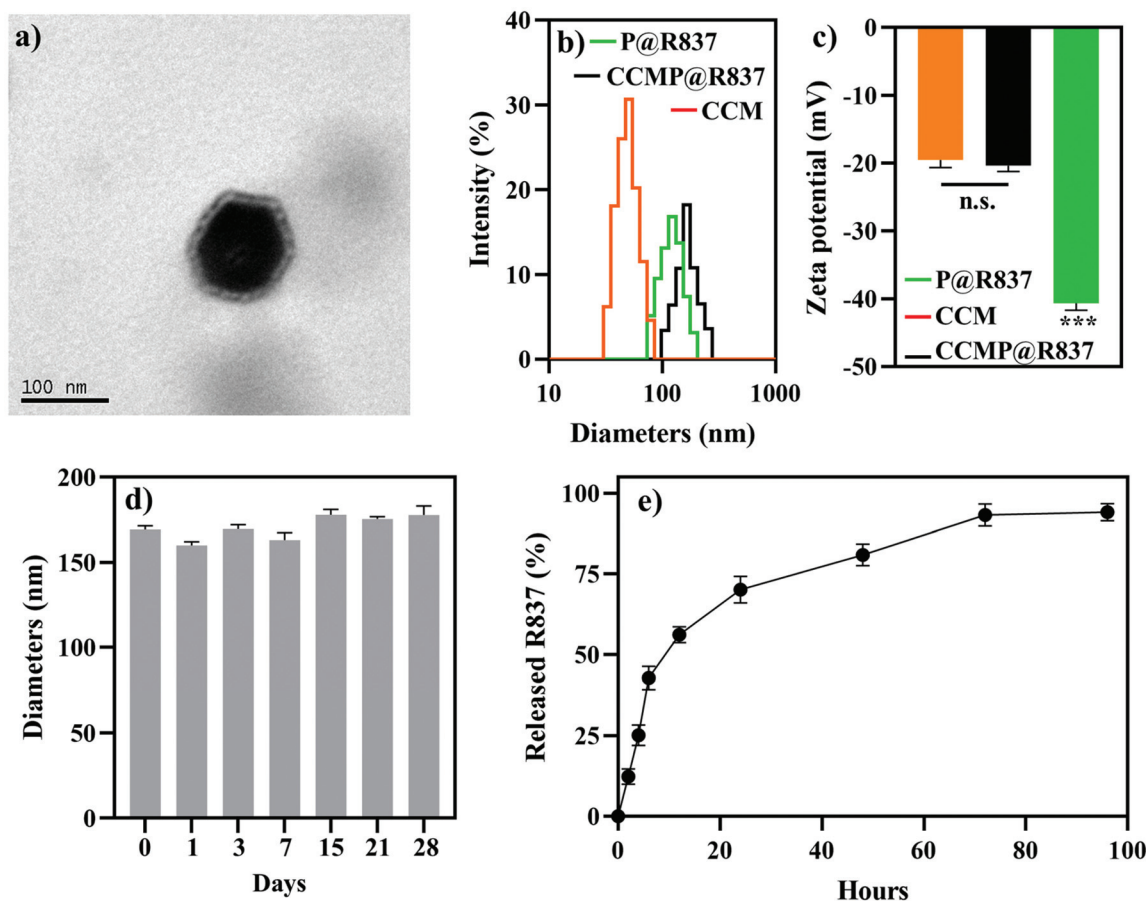 a)
100 nm
b)
P@R837
CCMP@R837
CCM
Intensity (%)
40
30
20
10
0
10 100 1000
Diameters (nm)
c)
Zeta potential (mV)
0
-10
-20
-30
-40
-50
n.s.
P@R837
CCM
CCMP@R837
***
d)
Diameters (nm)
200
150
100
50
0
0 1 3 7 15 21 28
Days
e)
Released R837 (%)
100
75
50
25
0
0 20 40 60 80 100
Hours